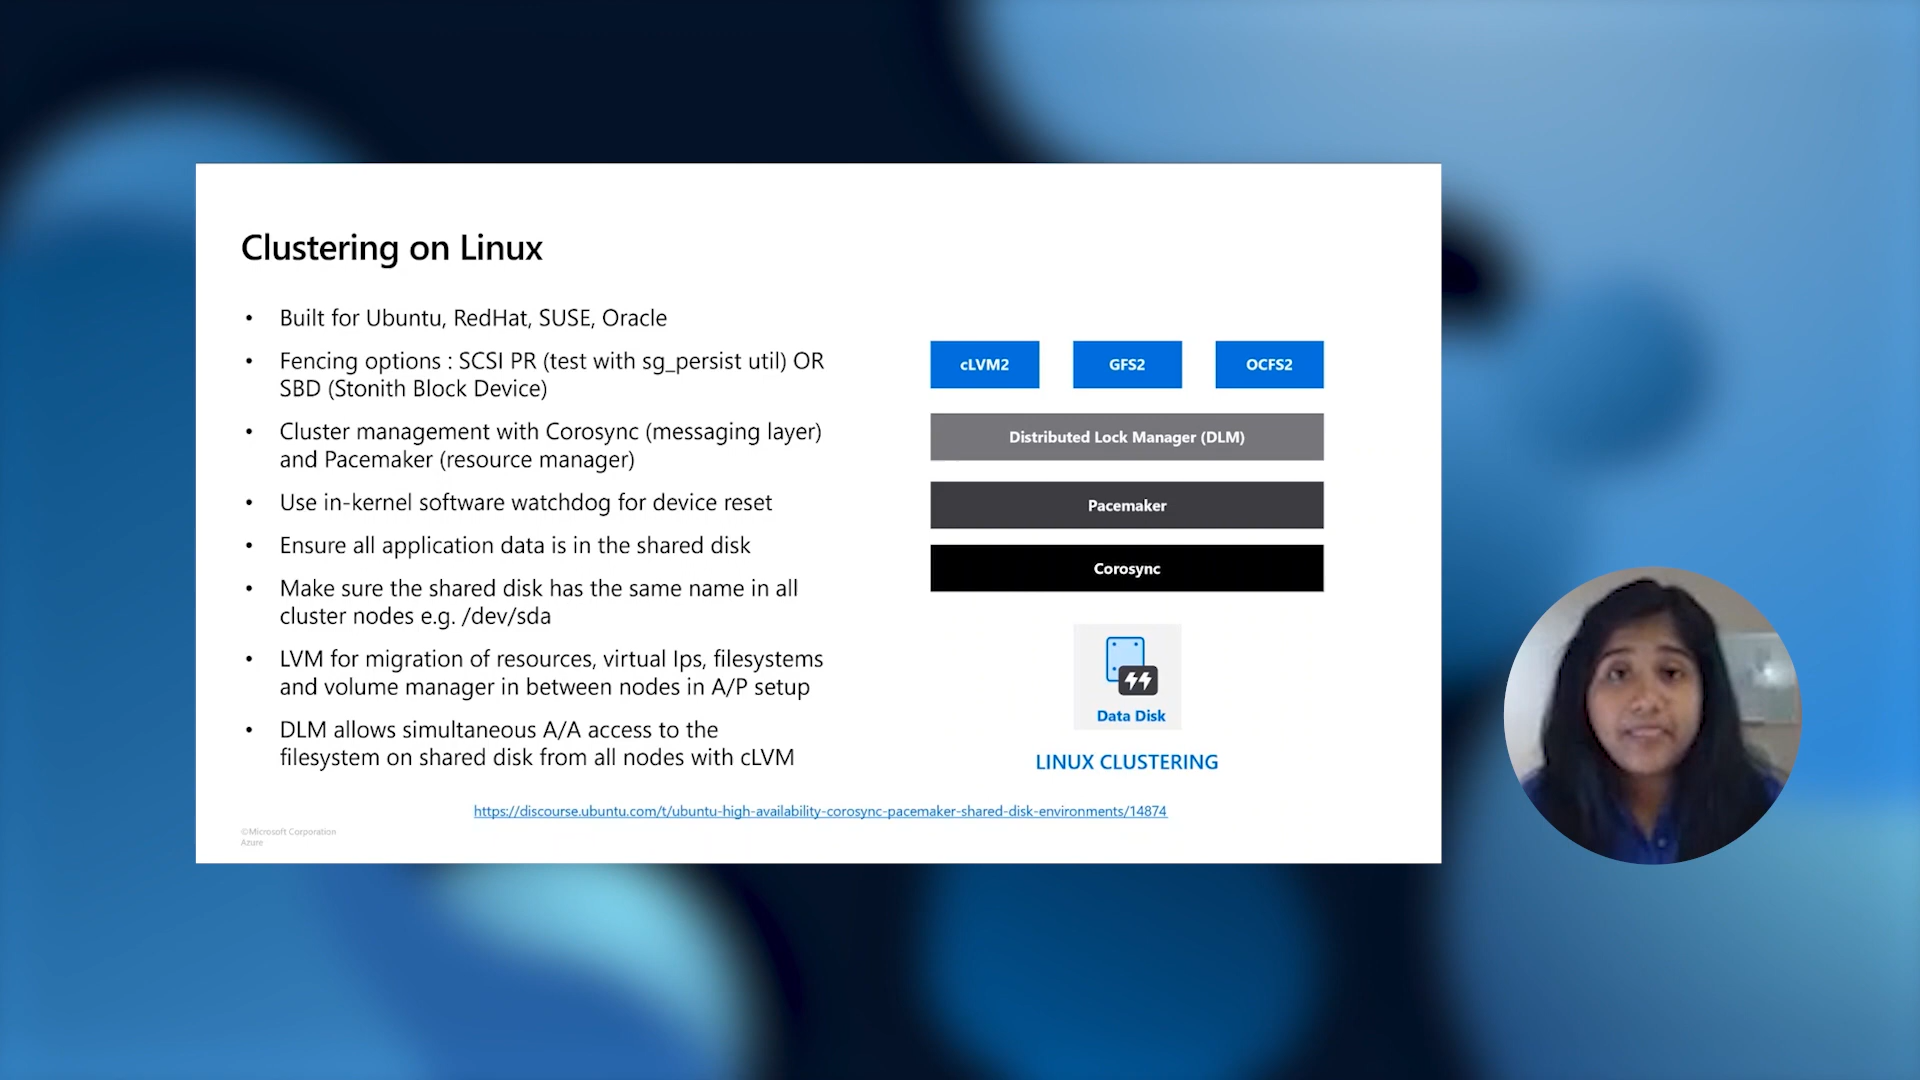 Clustering on Linux
• Built for Ubuntu, RedHat, SUSE, Oracle
• Fencing options : SCSI PR (test with sg_persist util) OR
SBD (Stonith Block Device)
• Cluster management with Corosync (messaging layer)
and Pacemaker (resource manager)
• Use in-kernel software watchdog for device reset
• Ensure all application data is in the shared disk
• Make sure the shared disk has the same name in all
cluster nodes e.g. /dev/sda
• LVM for migration of resources, virtual Ips, filesystems
and volume manager in between nodes in A/P setup
• DLM allows simultaneous A/A access to the
filesystem on shared disk from all nodes with cLVM
cLVM2
GFS2
OCFS2
Distributed Lock Manager (DLM)
Pacemaker
Corosync
Data Disk
LINUX CLUSTERING
https://discourse.ubuntu.com/t/ubuntu-high-availability-corosync-pacemaker-shared-disk-environments/14874
©Microsoft Corporation
Azure